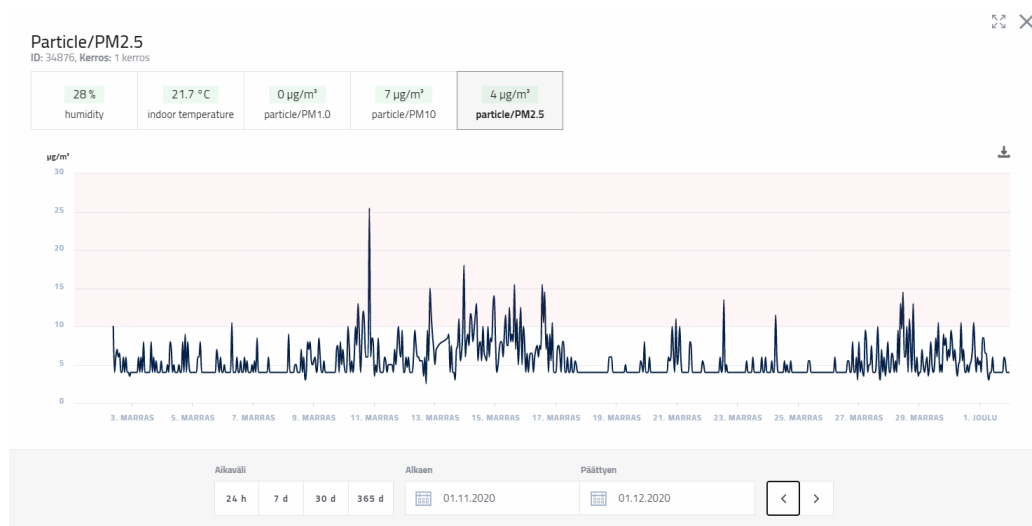 Particle/PM2.5
ID: 34876, Kerros: 1 kerros
28 %
humidity
21.7 °C
indoor temperature
0 µg/m³
particle/PM1.0
7 µg/m³
particle/PM10
4 µg/m³
particle/PM2.5
µg/m³
30
25
20
15
10
5
0
3. MARRAS 5. MARRAS 7. MARRAS 9. MARRAS 11. MARRAS 13. MARRAS 15. MARRAS 17. MARRAS 19. MARRAS 21. MARRAS 23. MARRAS 25. MARRAS 27. MARRAS 29. MARRAS 1. JOULU
Aikaväli Alkaen Päättyen
24 h 7 d 30 d 365 d 01.11.2020 01.12.2020